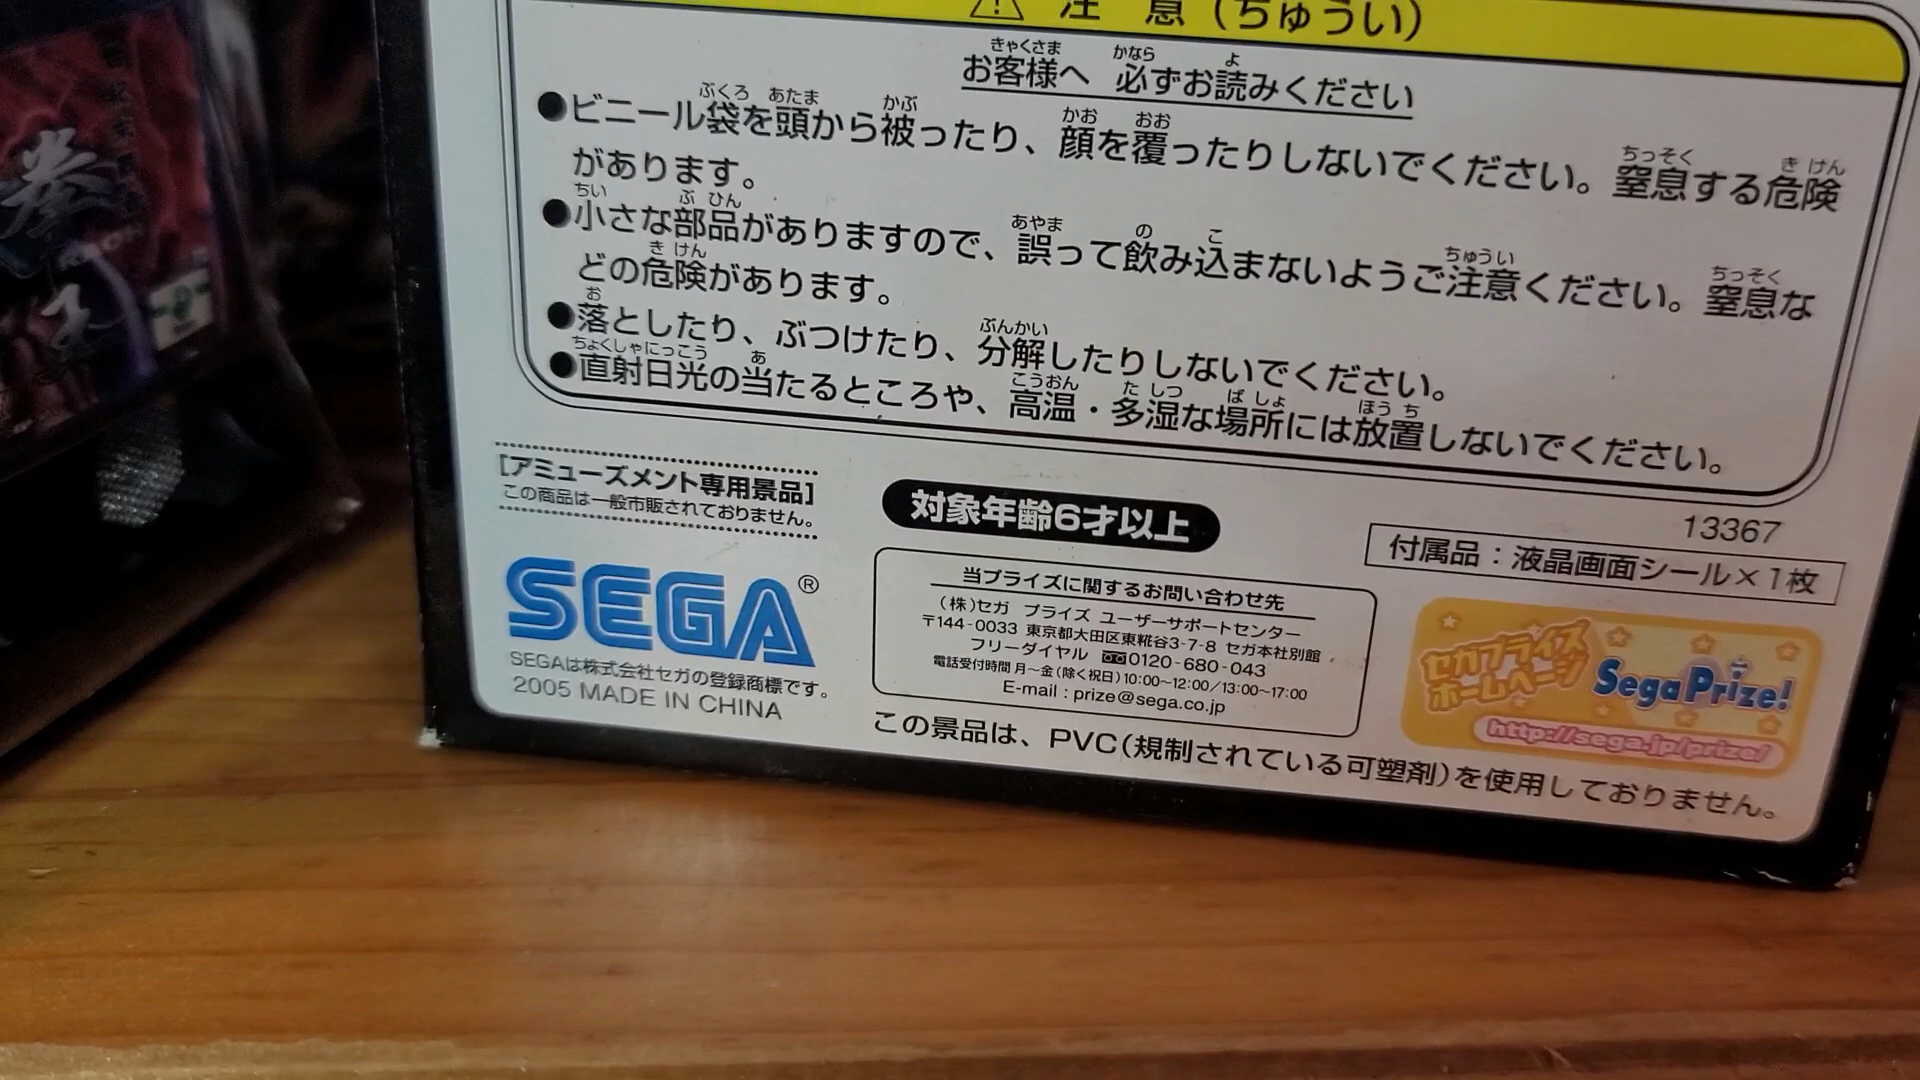 ⚠ 注 意（ちゅうい）
お客様へ 必ずお読みください
●ビニール袋を頭から被ったり、顔を覆ったりしないでください。窒息する危険
があります。
●小さな部品がありますので、誤って飲み込まないようご注意ください。窒息な
どの危険があります。
●落としたり、ぶつけたり、分解したりしないでください。
●直射日光の当たるところや、高温・多湿な場所には放置しないでください。
[アミューズメント専用景品]
この商品は一般市販されておりません。
SEGA®
SEGAは株式会社セガの登録商標です。
2005 MADE IN CHINA
対象年齢6才以上
当プライズに関するお問い合わせ先
（株）セガ プライズ ユーザーサポートセンター
〒144-0033 東京都大田区東糀谷3-7-8 セガ本社別館
フリーダイヤル 0120-680-043
電話受付時間 月～金（除く祝日）10:00～12:00／13:00～17:00
E-mail : prize@sega.co.jp
13367
付属品：液晶画面シール×1枚
セガプライズ
ホームページ
Sega Prize!
http://sega.jp/prize/
この景品は、PVC（規制されている可塑剤）を使用しておりません。
拳
王